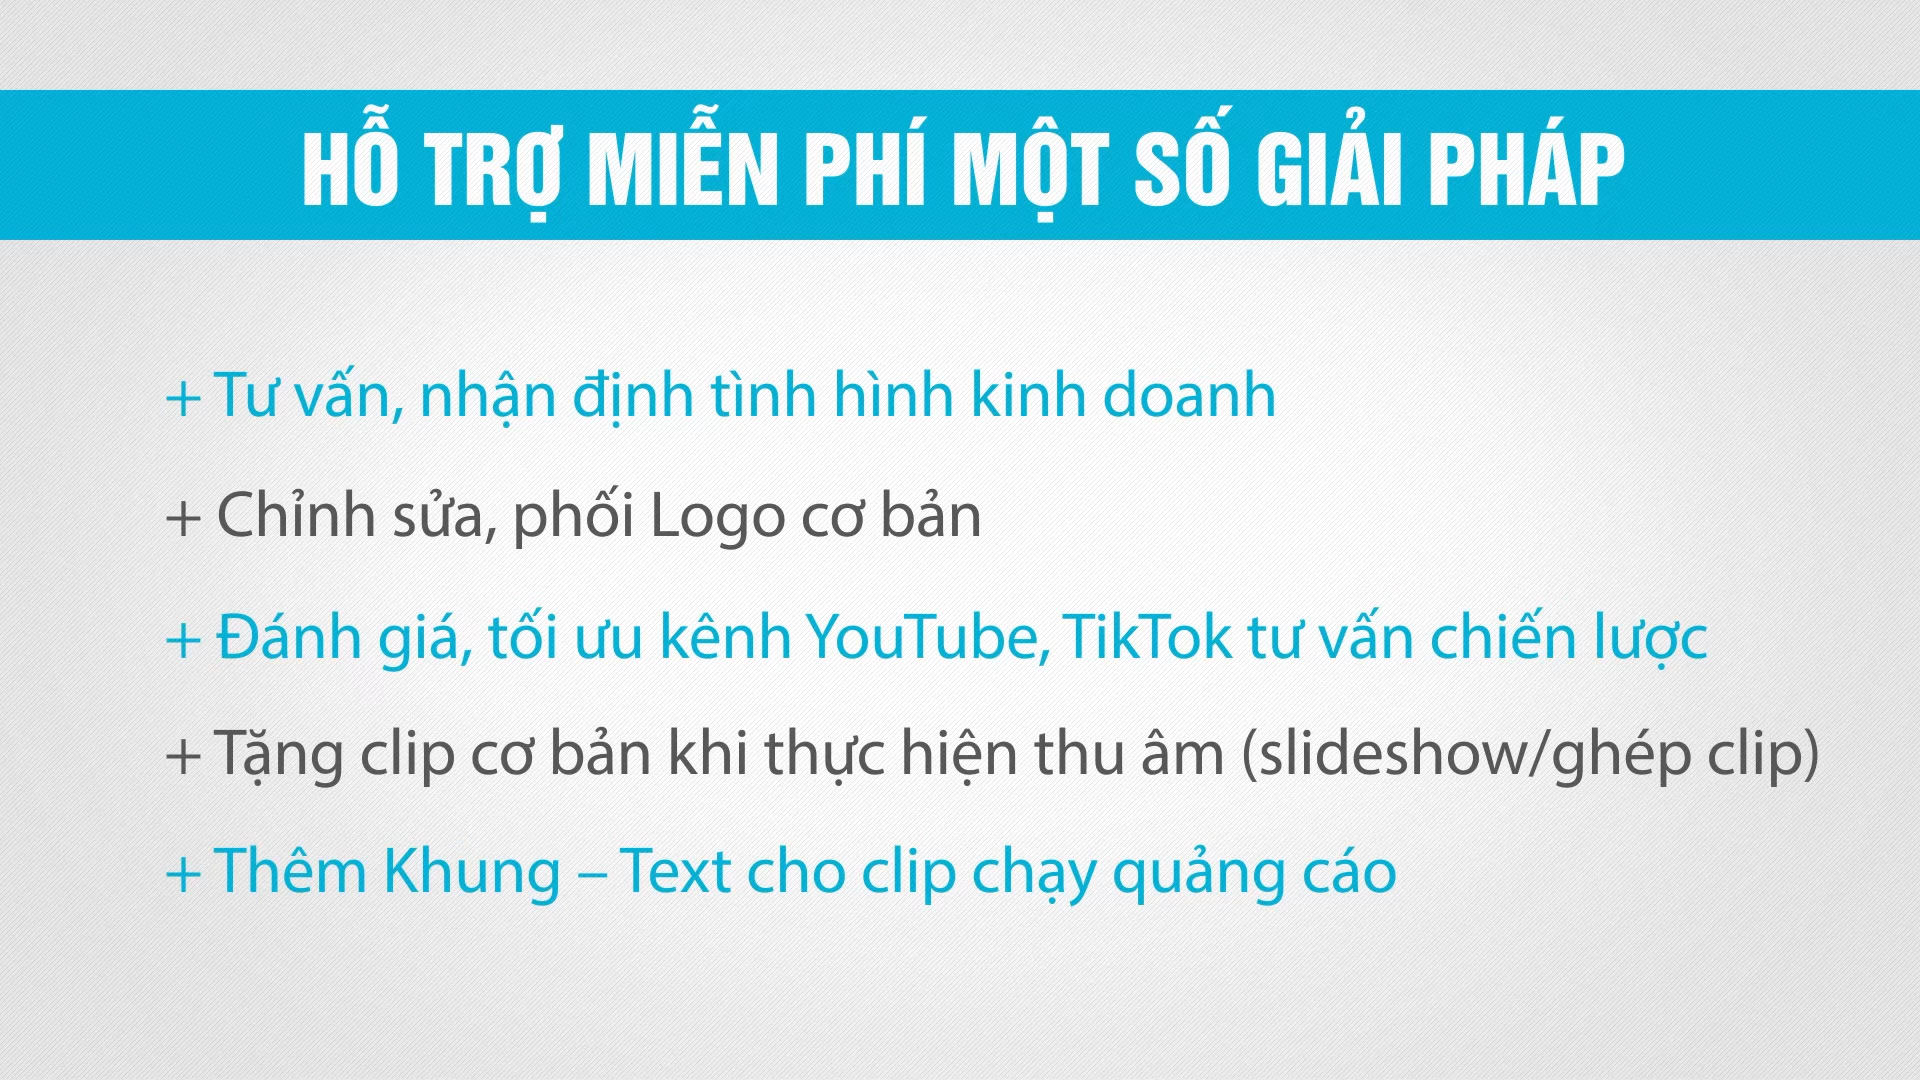 HỖ TRỢ MIỄN PHÍ MỘT SỐ GIẢI PHÁP
+ Tư vấn, nhận định tình hình kinh doanh
+ Chỉnh sửa, phối Logo cơ bản
+ Đánh giá, tối ưu kênh YouTube, TikTok tư vấn chiến lược
+ Tặng clip cơ bản khi thực hiện thu âm (slideshow/ghép clip)
+ Thêm Khung – Text cho clip chạy quảng cáo